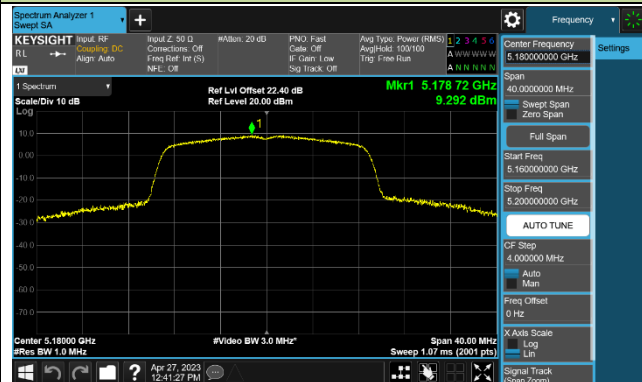 Spectrum Analyzer 1
Swept SA
Frequency
KEYSIGHT
RL
LXI
Input: RF
Coupling: DC
Align: Auto
Input Z: 50 Ω
Corrections: Off
Freq Ref: Int (S)
NFE: Off
#Atten: 20 dB
PNO: Fast
Gate: Off
IF Gain: Low
Sig Track: Off
Avg Type: Power (RMS)
Avg|Hold: 100/100
Trig: Free Run
1 2 3 4 5 6
A W W W W W
A N N N N N
1 Spectrum
Scale/Div 10 dB
Log
Ref Lvl Offset 22.40 dB
Ref Level 20.00 dBm
Mkr1 5.178 72 GHz
9.292 dBm
1
10.0
0.00
-10.0
-20.0
-30.0
-40.0
-50.0
-60.0
-70.0
Center 5.18000 GHz
#Res BW 1.0 MHz
#Video BW 3.0 MHz*
Span 40.00 MHz
Sweep 1.07 ms (2001 pts)
Apr 27, 2023
12:41:27 PM
Center Frequency
5.180000000 GHz
Settings
Span
40.0000000 MHz
Swept Span
Zero Span
Full Span
Start Freq
5.160000000 GHz
Stop Freq
5.200000000 GHz
AUTO TUNE
CF Step
4.000000 MHz
Auto
Man
Freq Offset
0 Hz
X Axis Scale
Log
Lin
Signal Track
(Span Zoom)